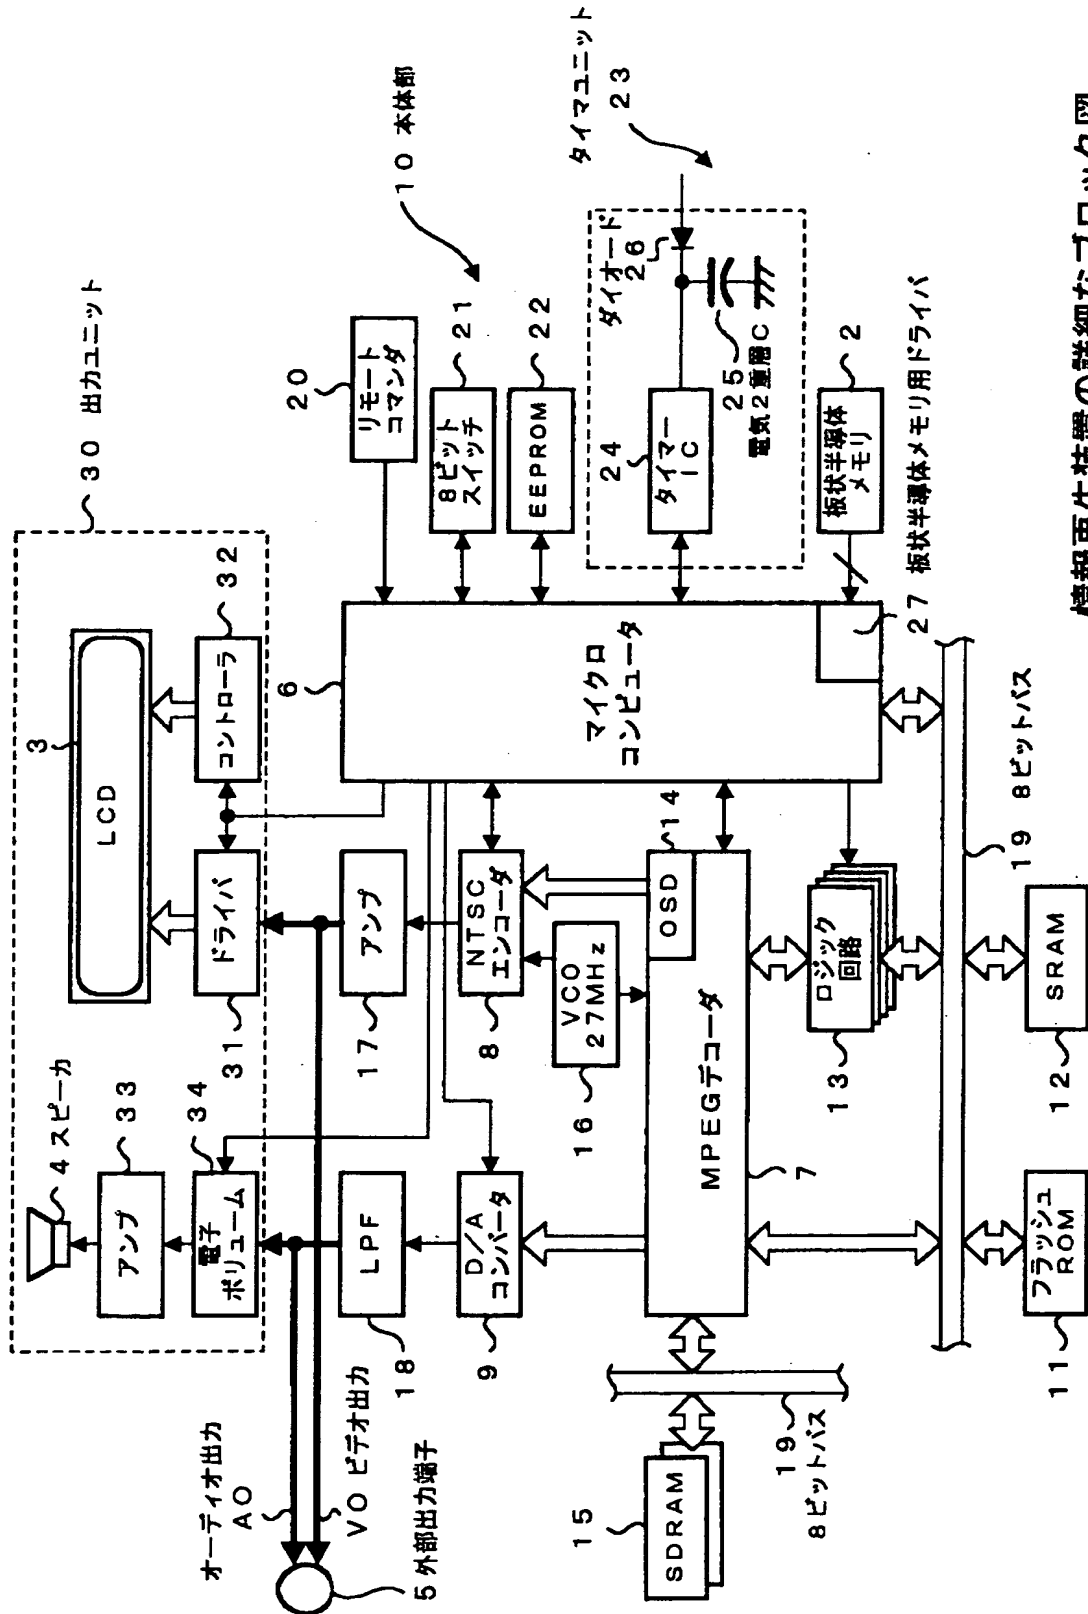 30 出力ユニット
3
LCD
4 スピーカ
33
アンプ
34
電子
ボリューム
31
ドライバ
32
コントローラ
オーディオ出力
AO
VO ビデオ出力
5 外部出力端子
18
LPF
17
アンプ
9
D/A
コンバータ
8
NTSC
エンコーダ
16
VCO
27MHz
14
OSD
MPEGデコーダ
7
6
マイクロ
コンピュータ
10 本体部
20
リモート
コマンダ
8ビット
スイッチ
21
EEPROM
22
タイマユニット
23
ダイオード
26
24
タイマー
IC
25
電気2重層C
板状半導体
メモリ
2
27 板状半導体メモリ用ドライバ
13
ロジック
回路
15
SDRAM
19
8ビットバス
19 8ビットバス
11
フラッシュ
ROM
12
SRAM
情報再生装置の詳細なブロック図